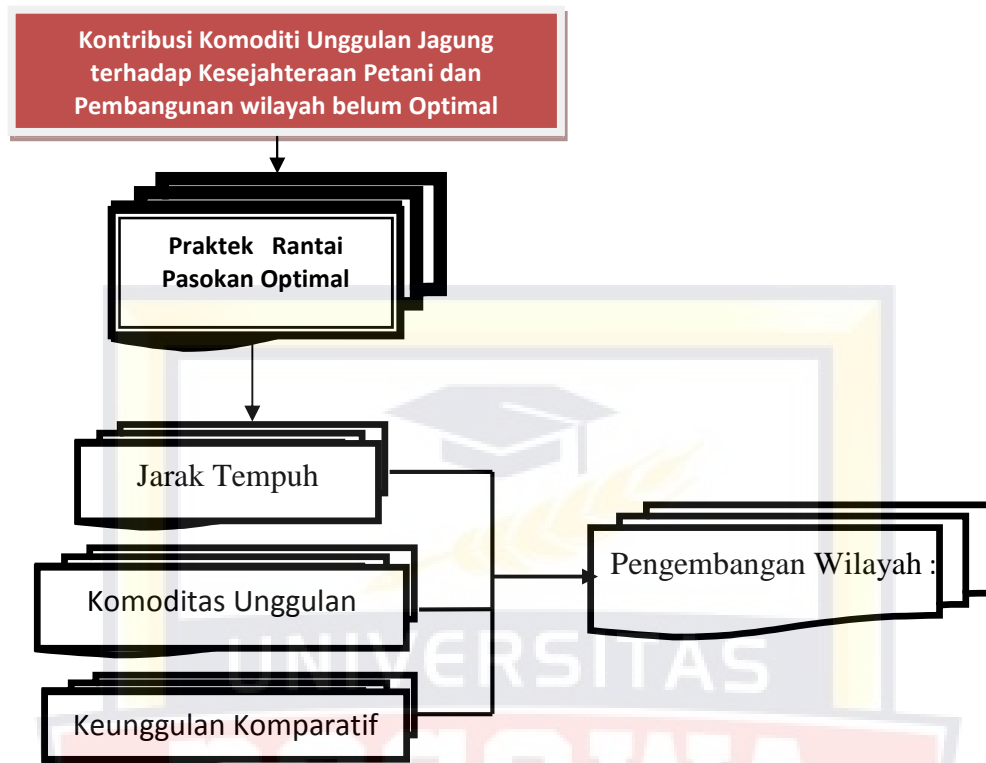 Kontribusi Komoditi Unggulan Jagung
terhadap Kesejahteraan Petani dan
Pembangunan wilayah belum Optimal
Praktek Rantai
Pasokan Optimal
Jarak Tempuh
Komoditas Unggulan
Keunggulan Komparatif
Pengembangan Wilayah :
UNIVERSITAS